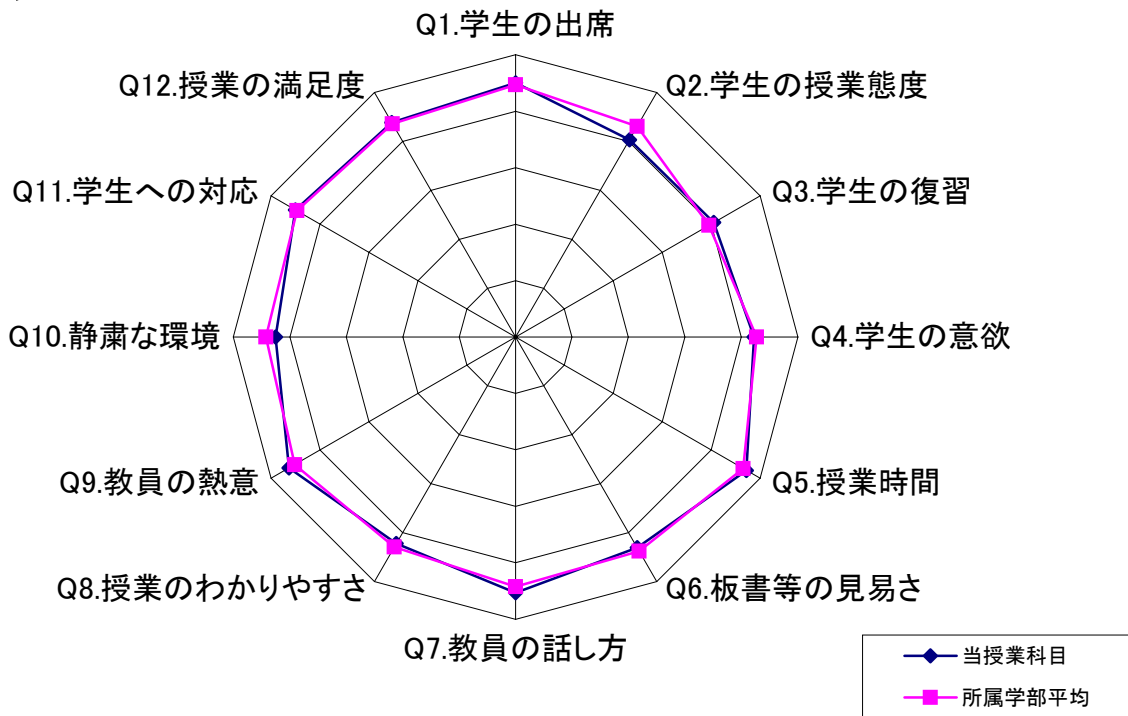 Q1.学生の出席
Q2.学生の授業態度
Q3.学生の復習
Q4.学生の意欲
Q5.授業時間
Q6.板書等の見易さ
Q7.教員の話し方
Q8.授業のわかりやすさ
Q9.教員の熱意
Q10.静粛な環境
Q11.学生への対応
Q12.授業の満足度
当授業科目
所属学部平均